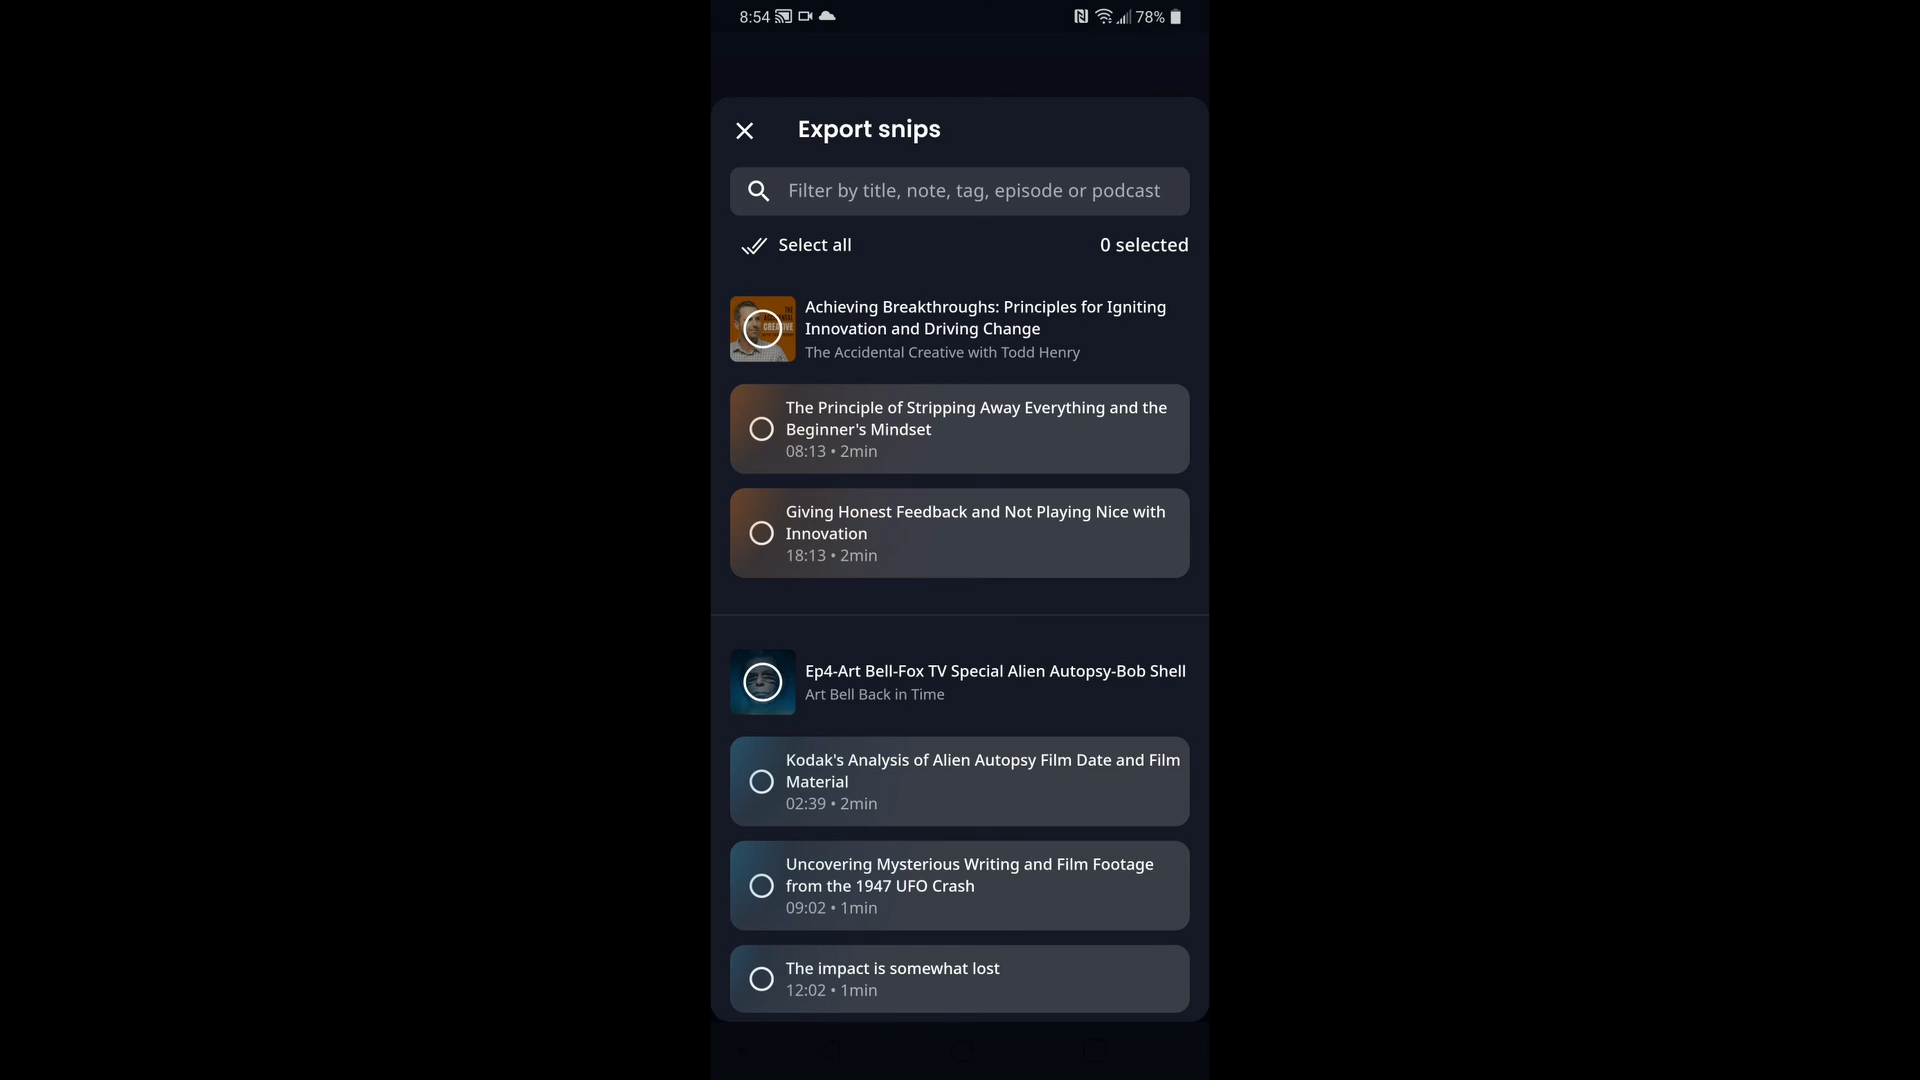 8:54
78%
Export snips
Filter by title, note, tag, episode or podcast
Select all
0 selected
THE
ACCIDENTAL
CREATIVE
Achieving Breakthroughs: Principles for Igniting
Innovation and Driving Change
The Accidental Creative with Todd Henry
The Principle of Stripping Away Everything and the
Beginner's Mindset
08:13 • 2min
Giving Honest Feedback and Not Playing Nice with
Innovation
18:13 • 2min
Ep4-Art Bell-Fox TV Special Alien Autopsy-Bob Shell
Art Bell Back in Time
Kodak's Analysis of Alien Autopsy Film Date and Film
Material
02:39 • 2min
Uncovering Mysterious Writing and Film Footage
from the 1947 UFO Crash
09:02 • 1min
The impact is somewhat lost
12:02 • 1min